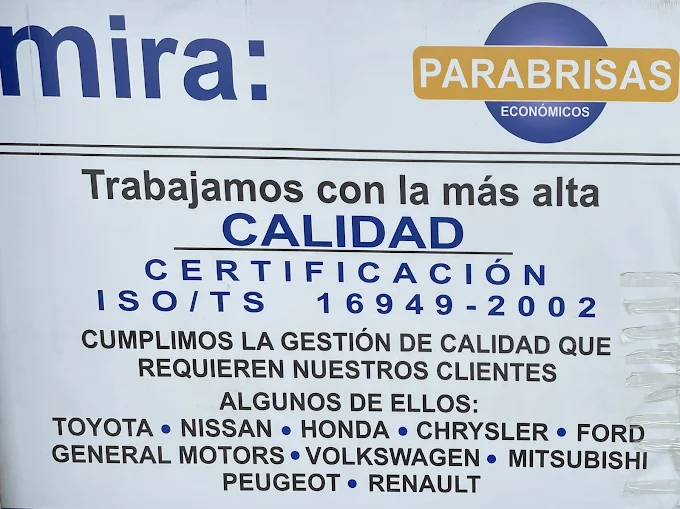 mira:
PARABRISAS
ECONÓMICOS
Trabajamos con la más alta
CALIDAD
CERTIFICACIÓN
ISO/TS 16949-2002
CUMPLIMOS LA GESTIÓN DE CALIDAD QUE
REQUIEREN NUESTROS CLIENTES
ALGUNOS DE ELLOS:
TOYOTA • NISSAN • HONDA • CHRYSLER • FORD
GENERAL MOTORS • VOLKSWAGEN • MITSUBISHI
PEUGEOT • RENAULT